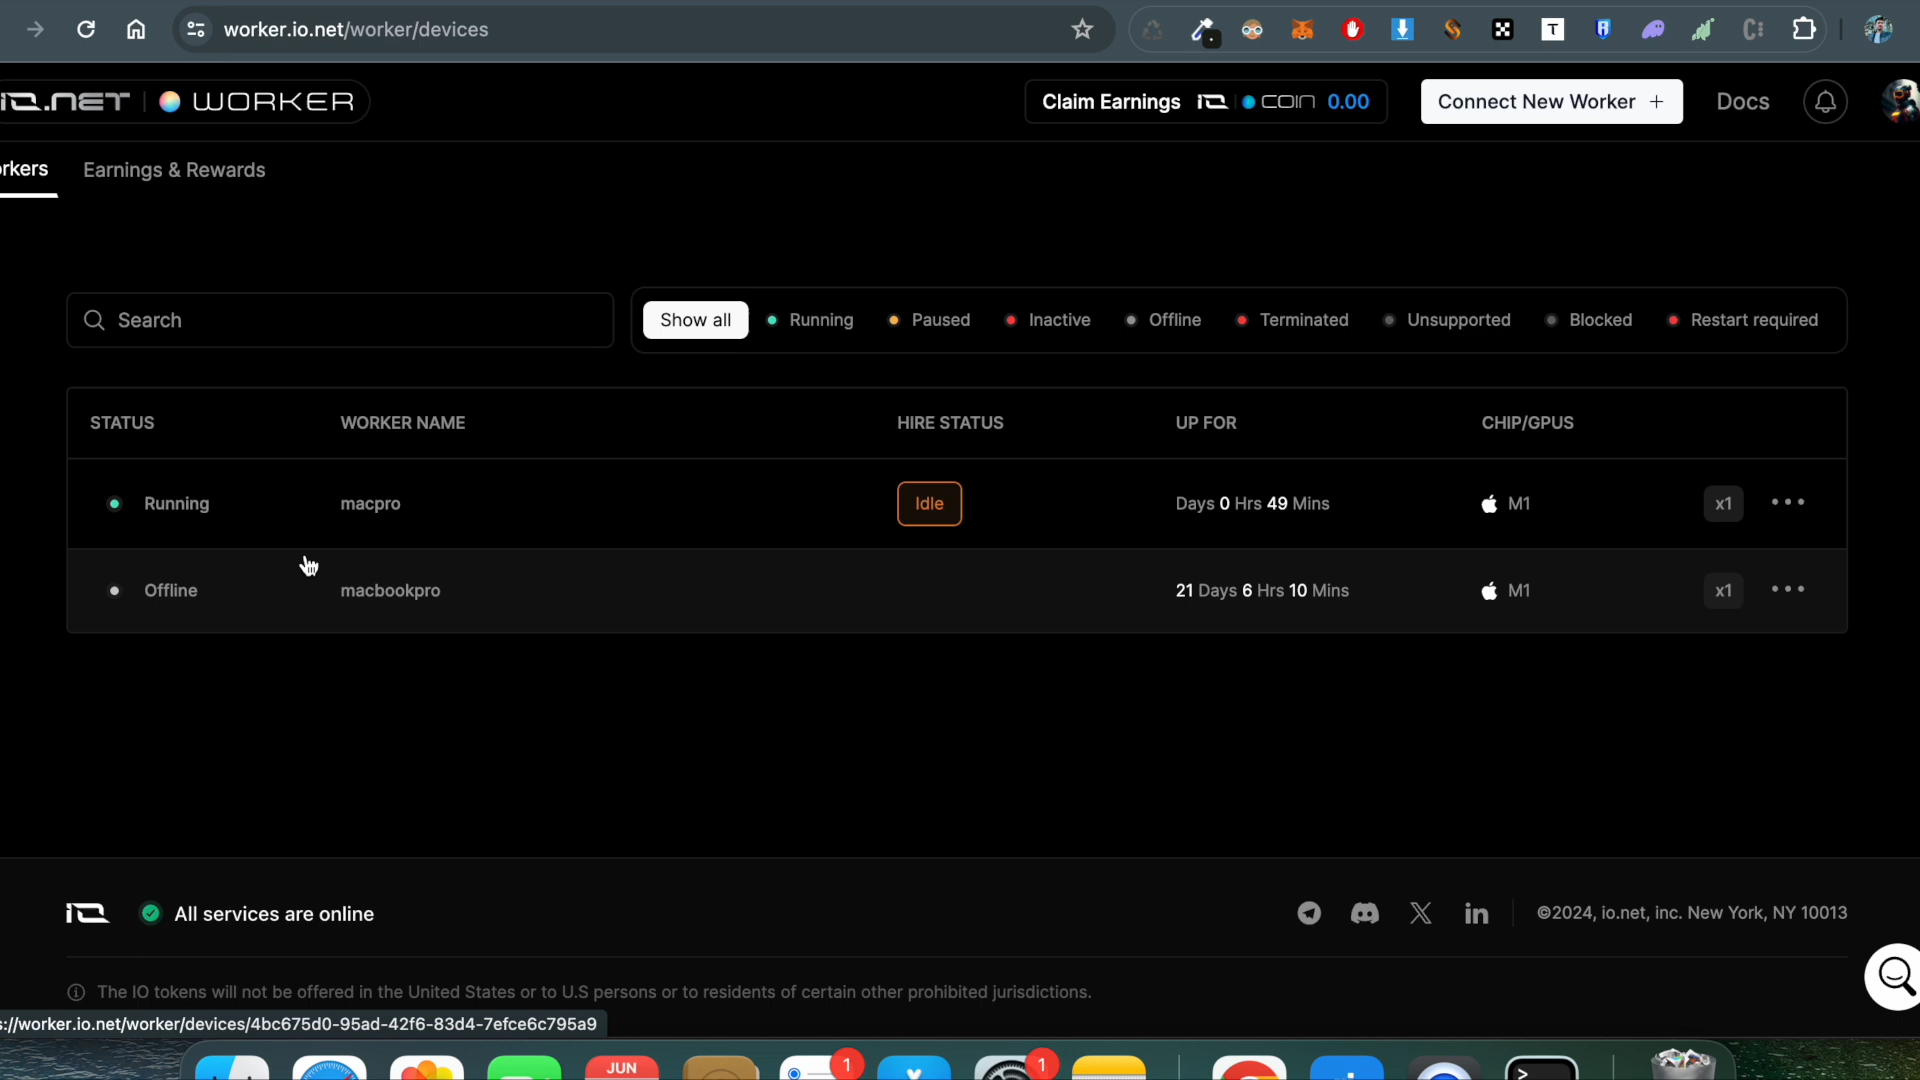 worker.io.net/worker/devices
IO.NET WORKER
Claim Earnings IO COIN 0.00
Connect New Worker +
Docs
orkers Earnings & Rewards
Search
Show all Running Paused Inactive Offline Terminated Unsupported Blocked Restart required
STATUS WORKER NAME HIRE STATUS UP FOR CHIP/GPUS
Running macpro Idle Days 0 Hrs 49 Mins M1 x1
Offline macbookpro 21 Days 6 Hrs 10 Mins M1 x1
IO All services are online
©2024, io.net, inc. New York, NY 10013
The IO tokens will not be offered in the United States or to U.S persons or to residents of certain other prohibited jurisdictions.
s://worker.io.net/worker/devices/4bc675d0-95ad-42f6-83d4-7efce6c795a9
JUN 1 1